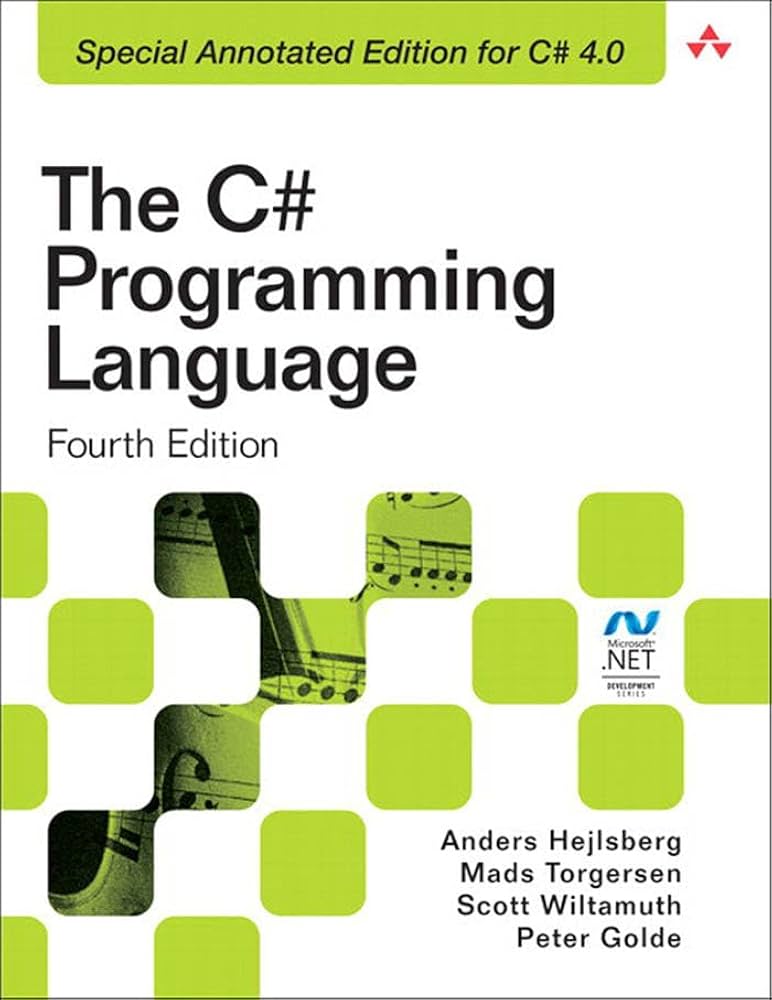 Special Annotated Edition for C# 4.0
The C#
Programming
Language
Fourth Edition
Microsoft®
.NET
DEVELOPMENT
SERIES
Anders Hejlsberg
Mads Torgersen
Scott Wiltamuth
Peter Golde